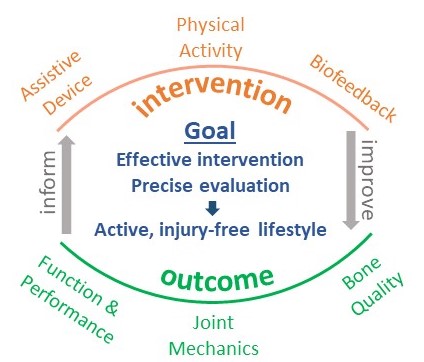 Physical
Activity
Assistive
Device
Biofeedback
intervention
Goal
Effective intervention
Precise evaluation
Active, injury-free lifestyle
inform
improve
outcome
Function &
Performance
Joint
Mechanics
Bone
Quality